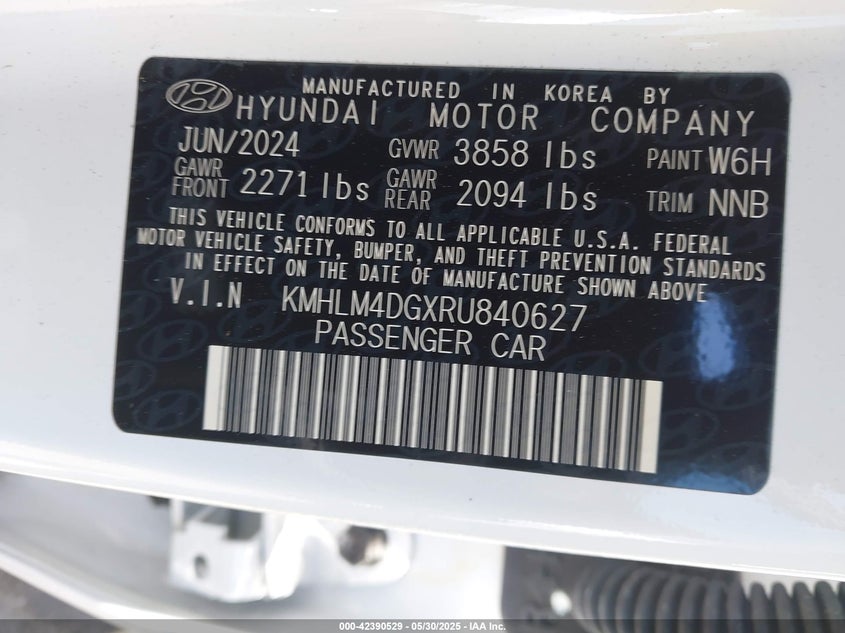 MANUFACTURED IN KOREA BY
HYUNDAI MOTOR COMPANY
JUN/2024 GVWR 3858 lbs PAINT W6H
GAWR FRONT 2271 lbs GAWR REAR 2094 lbs TRIM NNB
THIS VEHICLE CONFORMS TO ALL APPLICABLE U.S.A. FEDERAL
MOTOR VEHICLE SAFETY, BUMPER, AND THEFT PREVENTION STANDARDS
IN EFFECT ON THE DATE OF MANUFACTURE SHOWN ABOVE
V.I.N KMHLM4DGXRU840627
PASSENGER CAR
000-42390529 - 05/30/2025 - IAA Inc.